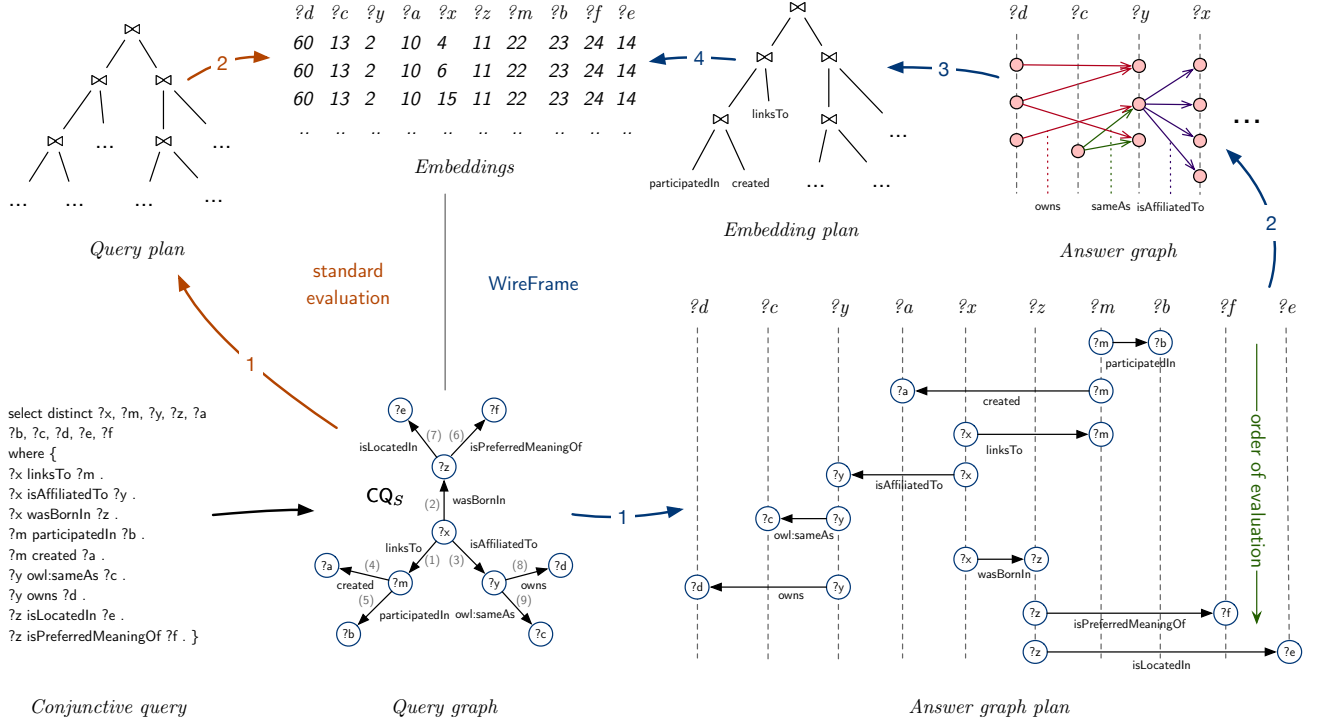 ?d ?c ?y ?a ?x ?z ?m ?b ?f ?e
60 13 2 10 4 11 22 23 24 14
60 13 2 10 6 11 22 23 24 14
60 13 2 10 15 11 22 23 24 14
.. .. .. .. .. .. .. .. .. ..
Embeddings
⋈
⋈ ⋈
⋈ ... ⋈ ...
... ... ... ...
Query plan
2
4
⋈
⋈ ⋈
linksTo
⋈ ⋈ ...
participatedIn created ... ...
Embedding plan
3
?d ?c ?y ?x
...
owns sameAs isAffiliatedTo
Answer graph
2
standard
evaluation
WireFrame
1
select distinct ?x, ?m, ?y, ?z, ?a
?b, ?c, ?d, ?e, ?f
where {
?x linksTo ?m .
?x isAffiliatedTo ?y .
?x wasBornIn ?z .
?m participatedIn ?b .
?m created ?a .
?y owl:sameAs ?c .
?y owns ?d .
?z isLocatedIn ?e .
?z isPreferredMeaningOf ?f . }
Conjunctive query
?e ?f
(7) (6)
isLocatedIn isPreferredMeaningOf
?z
CQS
(2) wasBornIn
?x
linksTo isAffiliatedTo
(1) (3)
?a (4) (8) ?d
created ?m ?y owns
(5) (9)
participatedIn owl:sameAs
?b ?c
Query graph
1
?d ?c ?y ?a ?x ?z ?m ?b ?f ?e
?m ?b
participatedIn
?a ?m
created
?x ?m
linksTo
?y ?x
isAffiliatedTo
?c ?y
owl:sameAs
?x ?z
wasBornIn
?d ?y
owns
?z ?f
isPreferredMeaningOf
?z ?e
isLocatedIn
order of evaluation
Answer graph plan